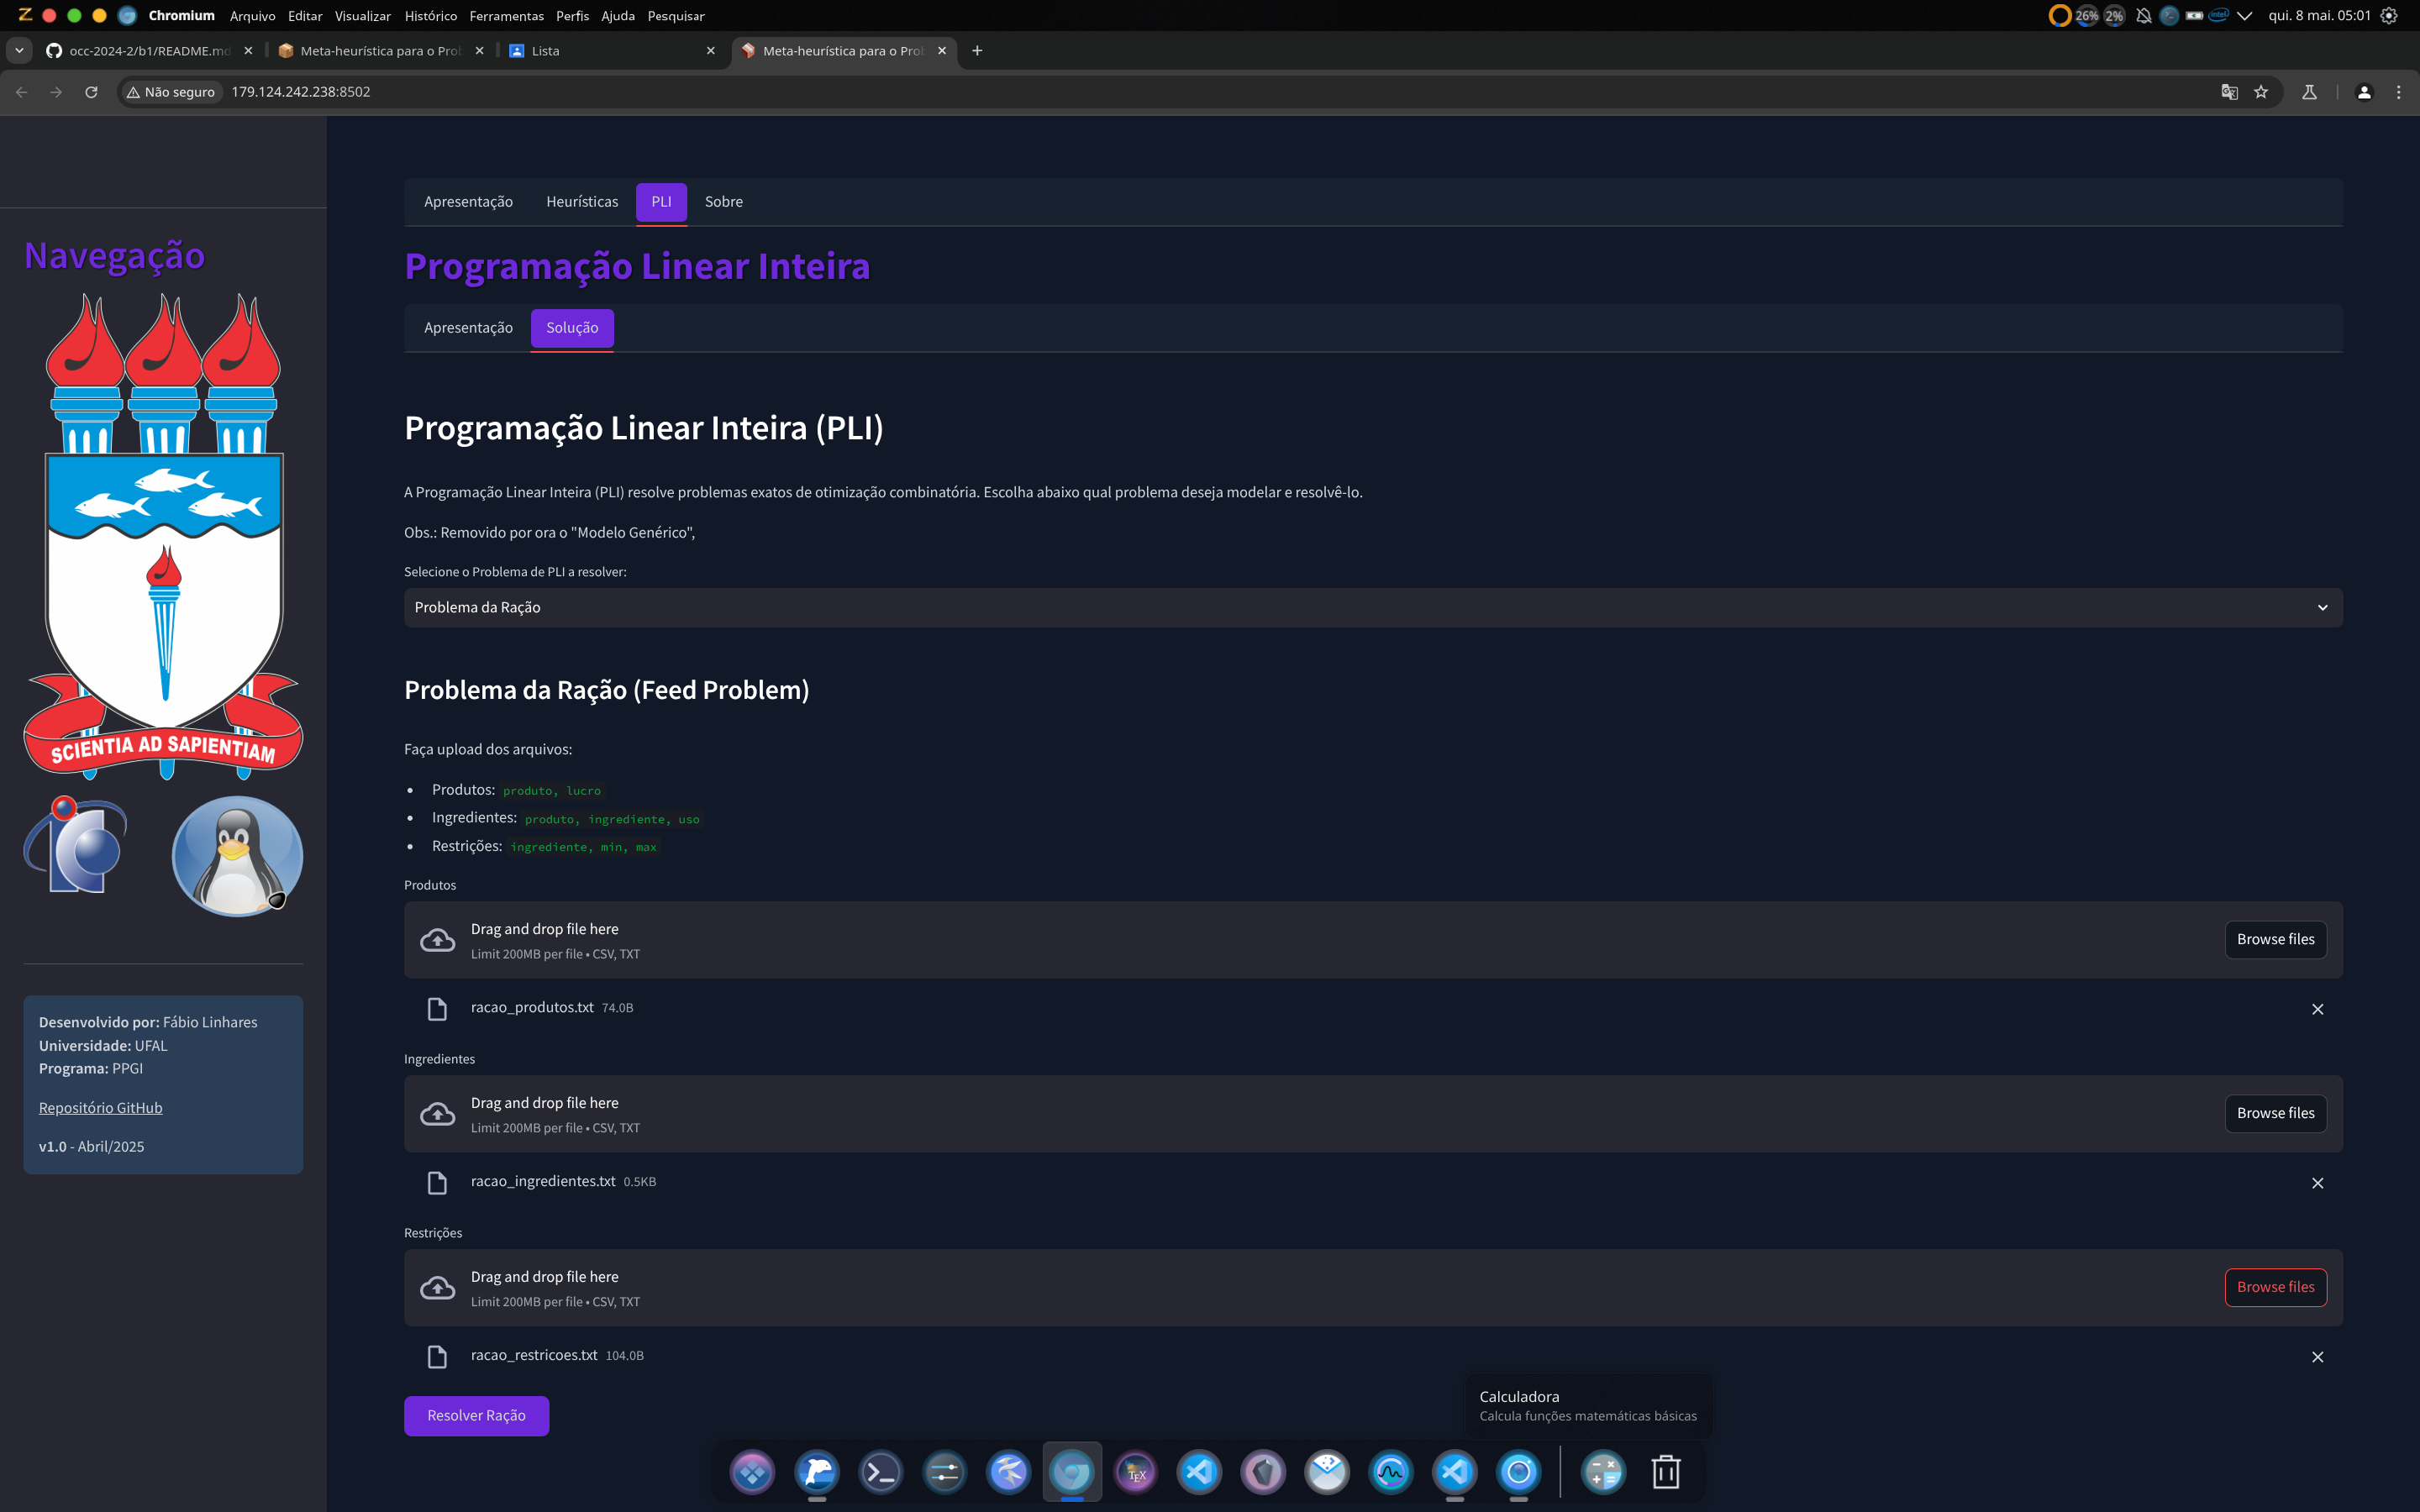 Z Chromium Arquivo Editar Visualizar Histórico Ferramentas Perfis Ajuda Pesquisar 26% 2% intel qui. 8 mai. 05:01
occ-2024-2/b1/README.md Meta-heurística para o Pro Lista Meta-heurística para o Pro
Não seguro 179.124.242.238:8502
Navegação
SCIENTIA AD SAPIENTIAM
Desenvolvido por: Fábio Linhares
Universidade: UFAL
Programa: PPGI
Repositório GitHub
v1.0 - Abril/2025
Apresentação Heurísticas PLI Sobre
Programação Linear Inteira
Apresentação Solução
Programação Linear Inteira (PLI)
A Programação Linear Inteira (PLI) resolve problemas exatos de otimização combinatória. Escolha abaixo qual problema deseja modelar e resolvê-lo.
Obs.: Removido por ora o "Modelo Genérico",
Selecione o Problema de PLI a resolver:
Problema da Ração
Problema da Ração (Feed Problem)
Faça upload dos arquivos:
• Produtos: produto, lucro
• Ingredientes: produto, ingrediente, uso
• Restrições: ingrediente, min, max
Produtos
Drag and drop file here
Limit 200MB per file • CSV, TXT
Browse files
racao_produtos.txt 74.0B
Ingredientes
Drag and drop file here
Limit 200MB per file • CSV, TXT
Browse files
racao_ingredientes.txt 0.5KB
Restrições
Drag and drop file here
Limit 200MB per file • CSV, TXT
Browse files
racao_restricoes.txt 104.0B
Resolver Ração
Calculadora
Calcula funções matemáticas básicas
TEX